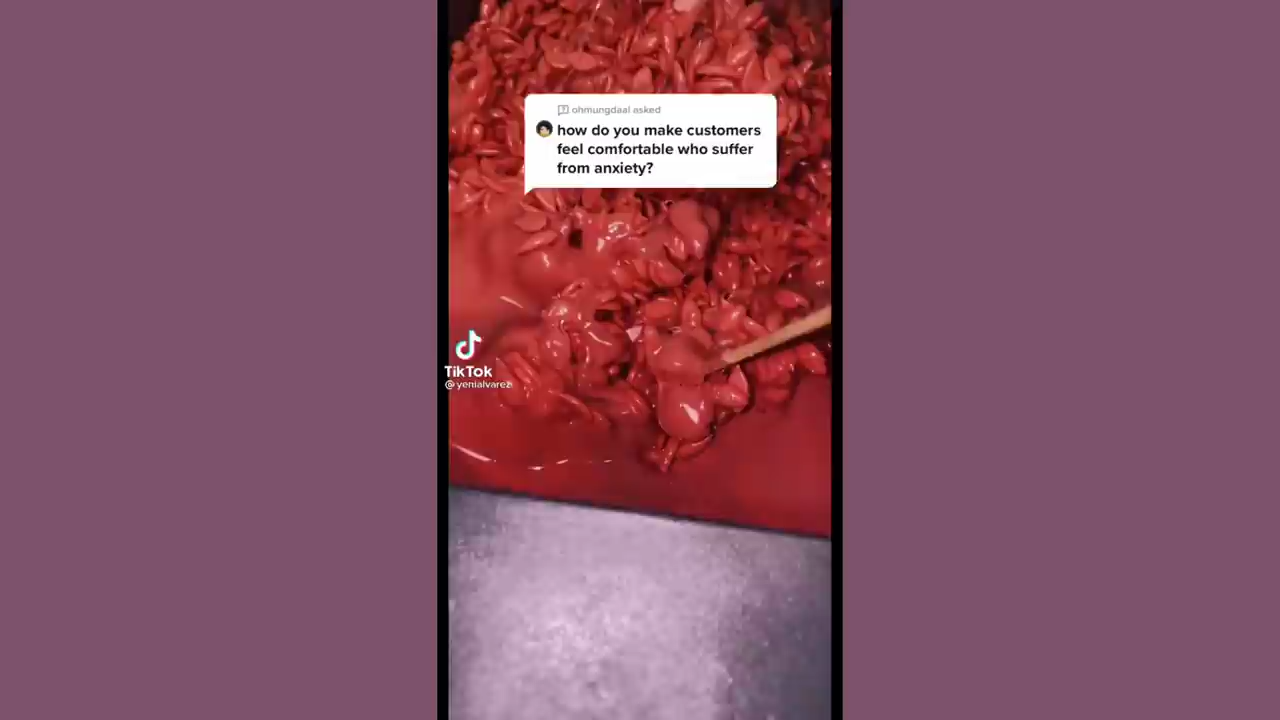 ohmungdaal asked
how do you make customers
feel comfortable who suffer
from anxiety?
TikTok
@yenialvarez